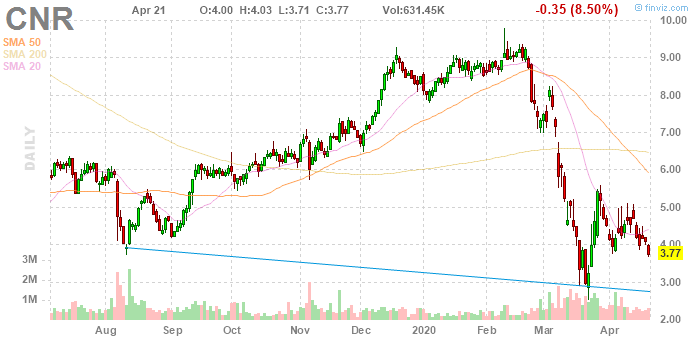 CNR
Apr 21 O:4.00 H:4.03 L:3.71 C:3.77 Vol:631.45K -0.35 (8.50%)
© finviz.com
SMA 50
SMA 200
SMA 20
DAILY
10.00
9.00
8.00
7.00
6.00
5.00
4.00
3.77
3.00
2.00
3M
2M
1M
Aug Sep Oct Nov Dec 2020 Feb Mar Apr